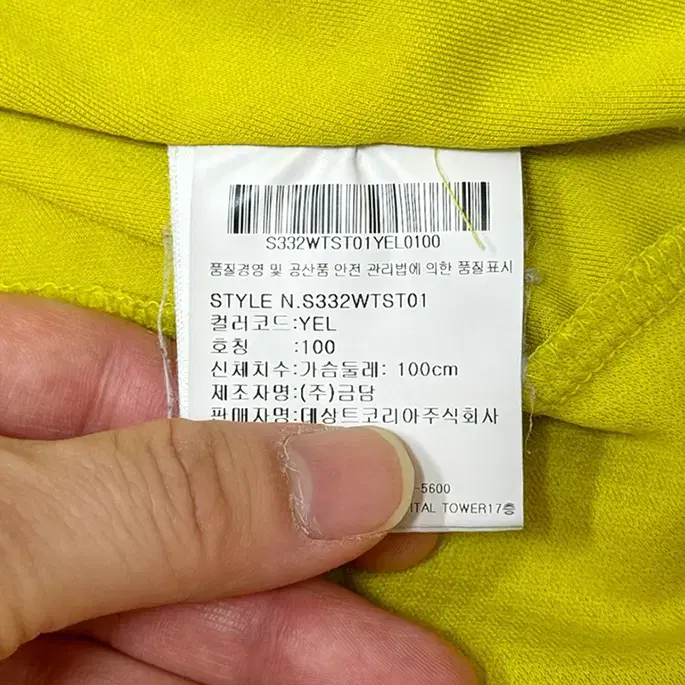 S332WTST01YEL0100
품질경영 및 공산품 안전 관리법에 의한 품질표시
STYLE N.S332WTST01
컬러코드:YEL
호칭 :100
신체치수:가슴둘레: 100cm
제조자명:(주)금담
판매자명:데상트코리아주식회사
-5600
TOWER17층